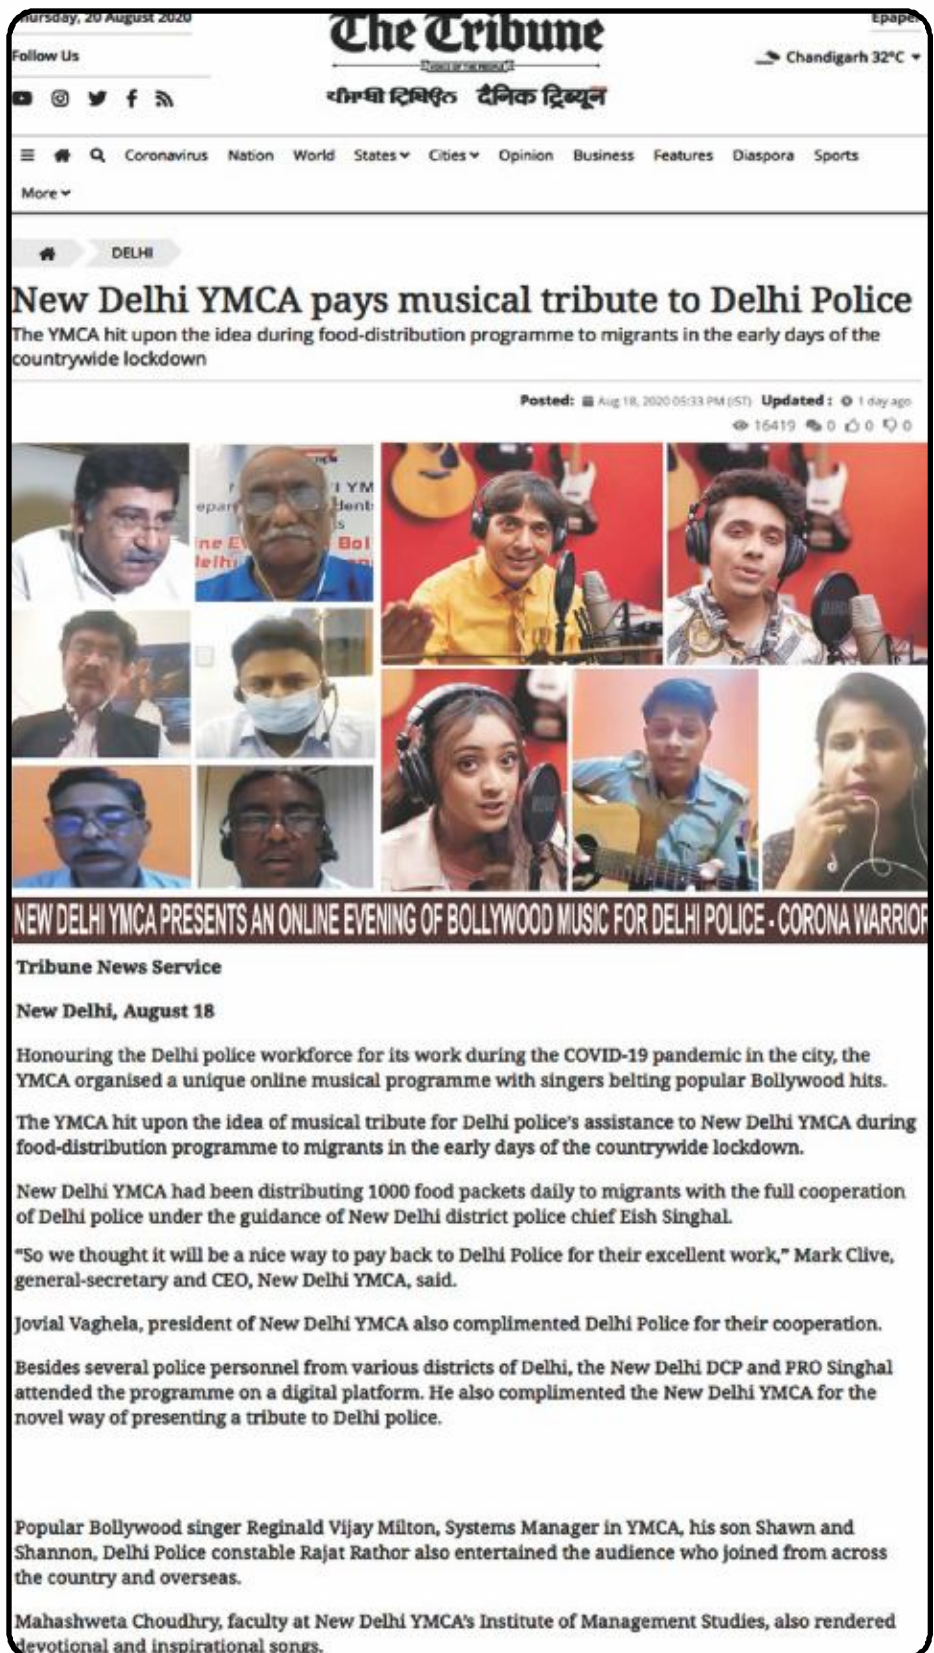 Thursday, 20 August 2020
Epaper
The Tribune
VOICE OF THE PEOPLE
Follow Us
Chandigarh 32°C
ਪੰਜਾਬੀ ਟ੍ਰਿਬਿਊਨ दैनिक ट्रिब्यून
Coronavirus Nation World States Cities Opinion Business Features Diaspora Sports
More
DELHI
New Delhi YMCA pays musical tribute to Delhi Police
The YMCA hit upon the idea during food-distribution programme to migrants in the early days of the
countrywide lockdown
Posted: Aug 18, 2020 05:33 PM (IST) Updated : 1 day ago
16419 0 0 0
NEW DELHI YMCA PRESENTS AN ONLINE EVENING OF BOLLYWOOD MUSIC FOR DELHI POLICE - CORONA WARRIOR
Tribune News Service
New Delhi, August 18
Honouring the Delhi police workforce for its work during the COVID-19 pandemic in the city, the
YMCA organised a unique online musical programme with singers belting popular Bollywood hits.
The YMCA hit upon the idea of musical tribute for Delhi police's assistance to New Delhi YMCA during
food-distribution programme to migrants in the early days of the countrywide lockdown.
New Delhi YMCA had been distributing 1000 food packets daily to migrants with the full cooperation
of Delhi police under the guidance of New Delhi district police chief Eish Singhal.
“So we thought it will be a nice way to pay back to Delhi Police for their excellent work,” Mark Clive,
general-secretary and CEO, New Delhi YMCA, said.
Jovial Vaghela, president of New Delhi YMCA also complimented Delhi Police for their cooperation.
Besides several police personnel from various districts of Delhi, the New Delhi DCP and PRO Singhal
attended the programme on a digital platform. He also complimented the New Delhi YMCA for the
novel way of presenting a tribute to Delhi police.
Popular Bollywood singer Reginald Vijay Milton, Systems Manager in YMCA, his son Shawn and
Shannon, Delhi Police constable Rajat Rathor also entertained the audience who joined from across
the country and overseas.
Mahashweta Choudhry, faculty at New Delhi YMCA's Institute of Management Studies, also rendered
devotional and inspirational songs.